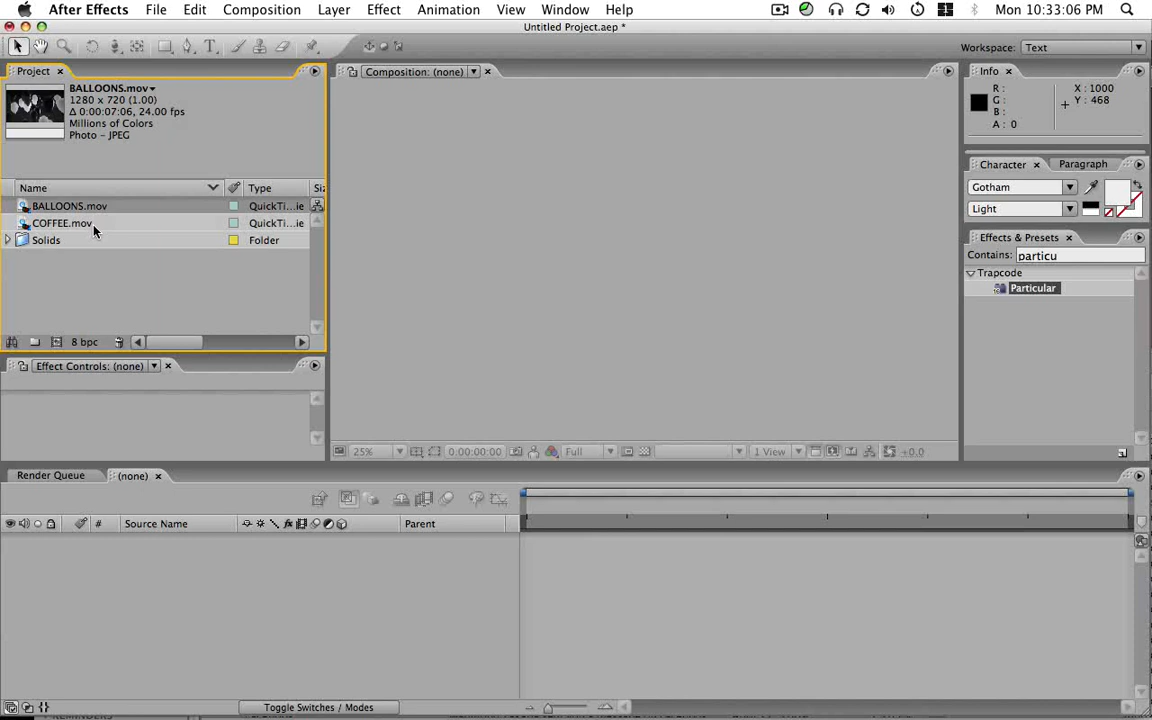 After Effects File Edit Composition Layer Effect Animation View Window Help Mon 10:33:06 PM
Untitled Project.aep *
Workspace: Text
Project
Composition: (none)
Info
BALLOONS.mov
1280 x 720 (1.00)
Δ 0:00:07:06, 24.00 fps
Millions of Colors
Photo - JPEG
R :
G :
B :
A : 0
X : 1000
Y : 468
Character
Paragraph
Gotham
Light
Name Type Si
BALLOONS.mov QuickTi...ie
COFFEE.mov QuickTi...ie
Solids Folder
Effects & Presets
Contains: particu
Trapcode
Particular
8 bpc
Effect Controls: (none)
25% 0:00:00:00 Full 1 View +0.0
Render Queue (none)
# Source Name Parent
Toggle Switches / Modes